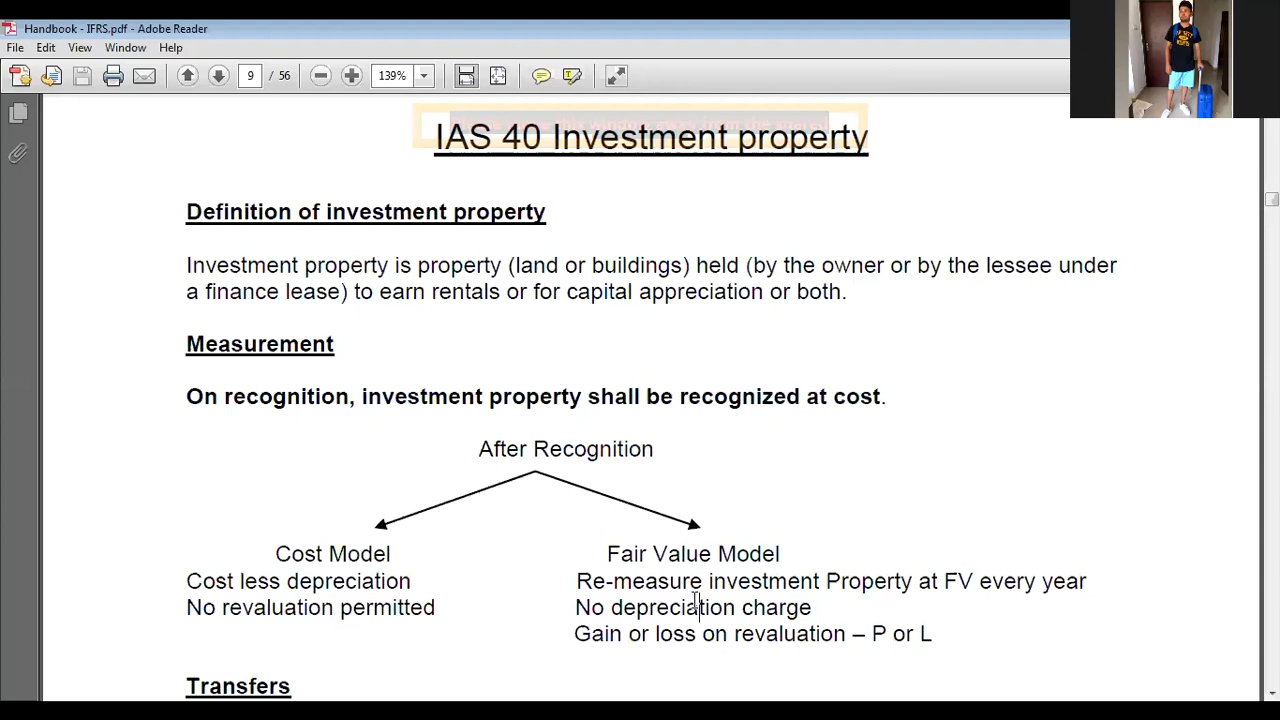 Handbook - IFRS.pdf - Adobe Reader
File Edit View Window Help
9 / 56 139%
IAS 40 Investment property
Definition of investment property
Investment property is property (land or buildings) held (by the owner or by the lessee under
a finance lease) to earn rentals or for capital appreciation or both.
Measurement
On recognition, investment property shall be recognized at cost.
After Recognition
Cost Model
Fair Value Model
Cost less depreciation
Re-measure investment Property at FV every year
No revaluation permitted
No depreciation charge
Gain or loss on revaluation – P or L
Transfers